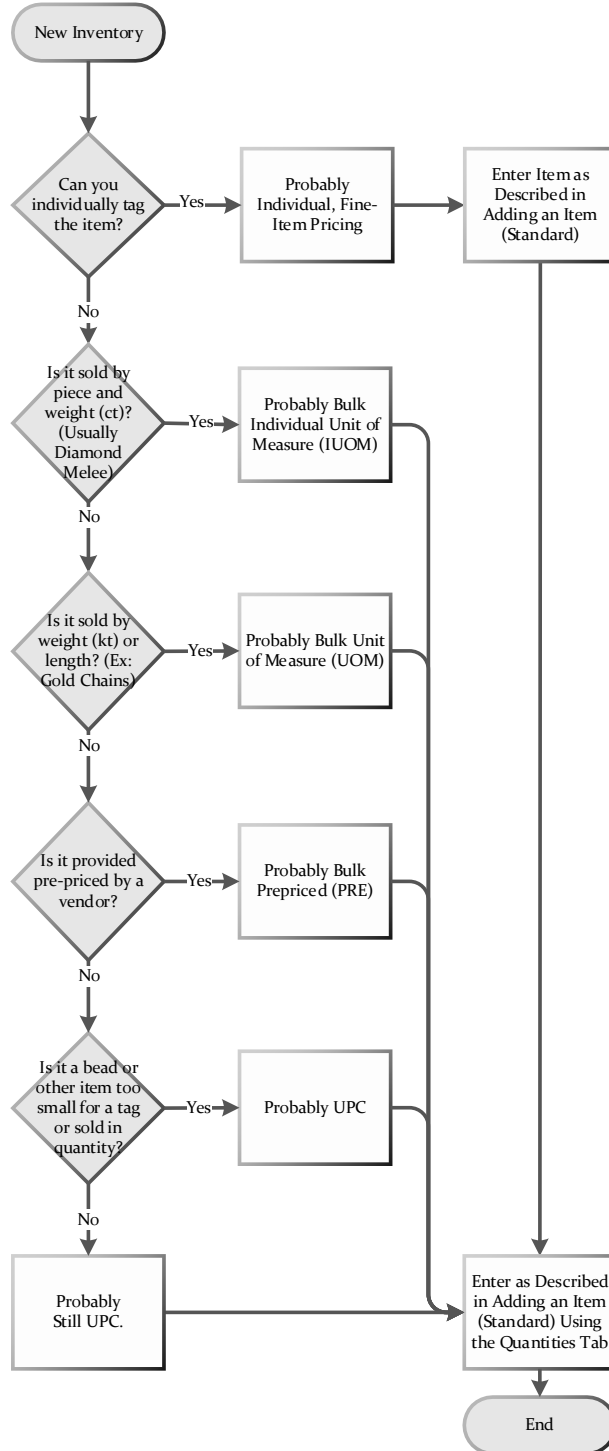 New Inventory
Can you
individually tag
the item?
Yes
Probably
Individual, Fine-
Item Pricing
Enter Item as
Described in
Adding an Item
(Standard)
No
Is it sold by
piece and
weight (ct)?
(Usually
Diamond
Melee)
Yes
Probably Bulk
Individual Unit of
Measure (IUOM)
No
Is it sold by
weight (kt) or
length? (Ex:
Gold Chains)
Yes
Probably Bulk Unit
of Measure (UOM)
No
Is it provided
pre-priced by a
vendor?
Yes
Probably Bulk
Prepriced (PRE)
No
Is it a bead or
other item too
small for a tag
or sold in
quantity?
Yes
Probably UPC
No
Probably
Still UPC.
Enter as Described
in Adding an Item
(Standard) Using
the Quantities Tab
End